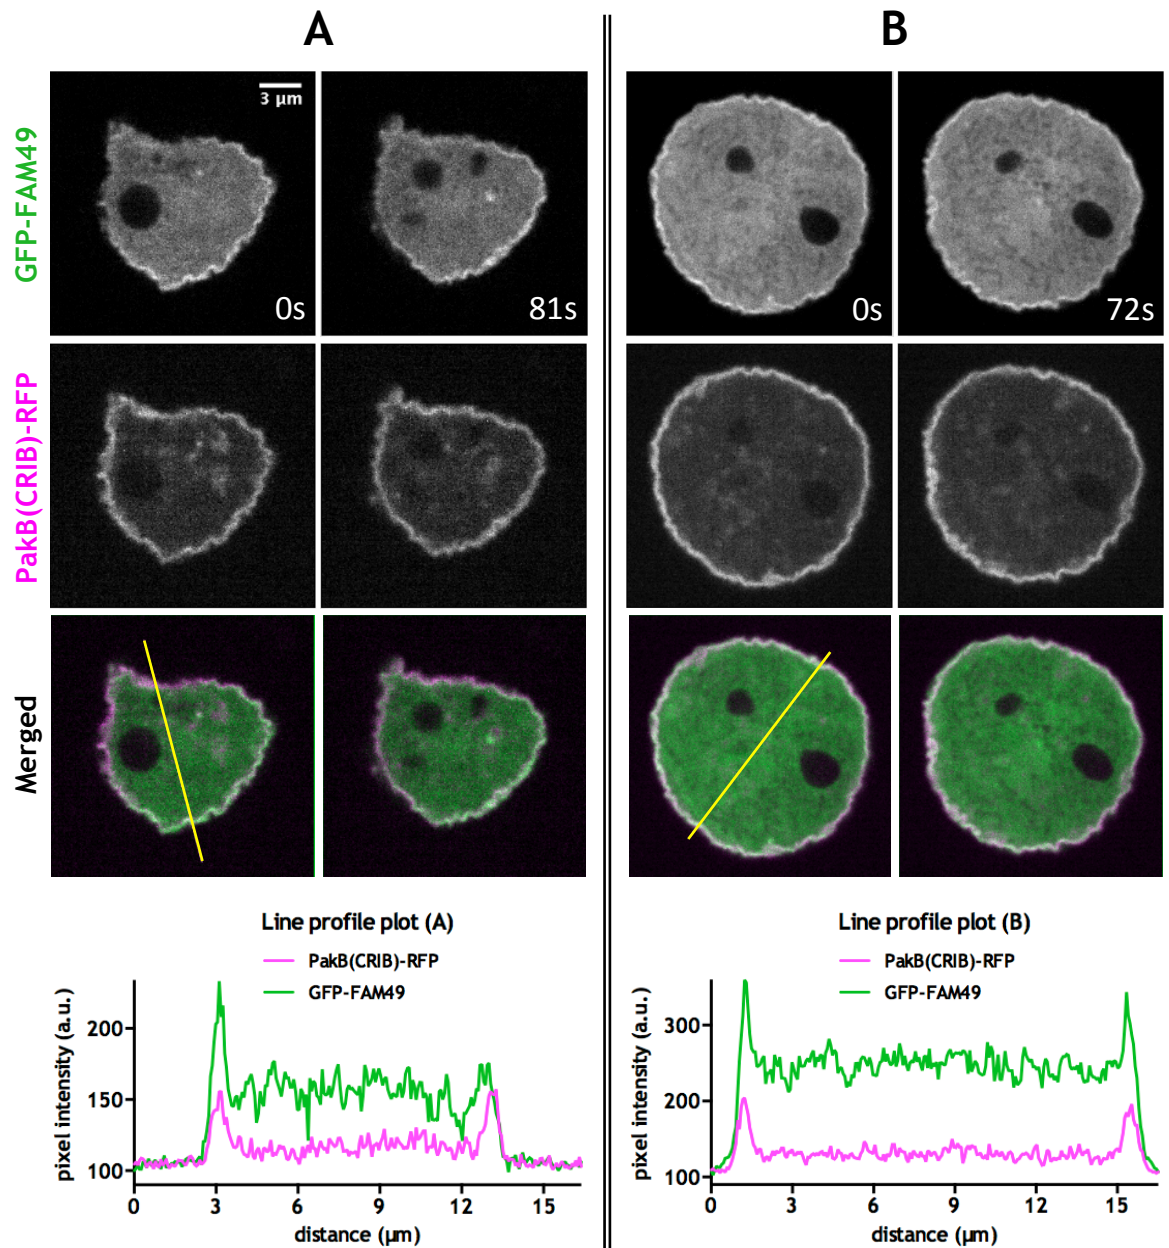 A
B
GFP-FAM49
3 µm
0s
81s
0s
72s
PakB(CRIB)-RFP
Merged
Line profile plot (A)
PakB(CRIB)-RFP
GFP-FAM49
pixel intensity (a.u.)
200
150
100
0
3
6
9
12
15
distance (µm)
Line profile plot (B)
PakB(CRIB)-RFP
GFP-FAM49
pixel intensity (a.u.)
300
200
100
0
3
6
9
12
15
distance (µm)